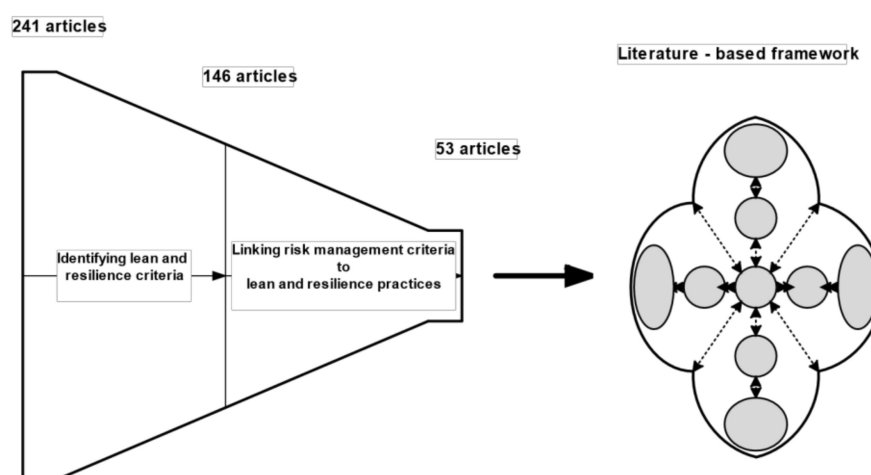 241 articles
146 articles
53 articles
Literature - based framework
Identifying lean and
resilience criteria
Linking risk management criteria
to
lean and resilience practices